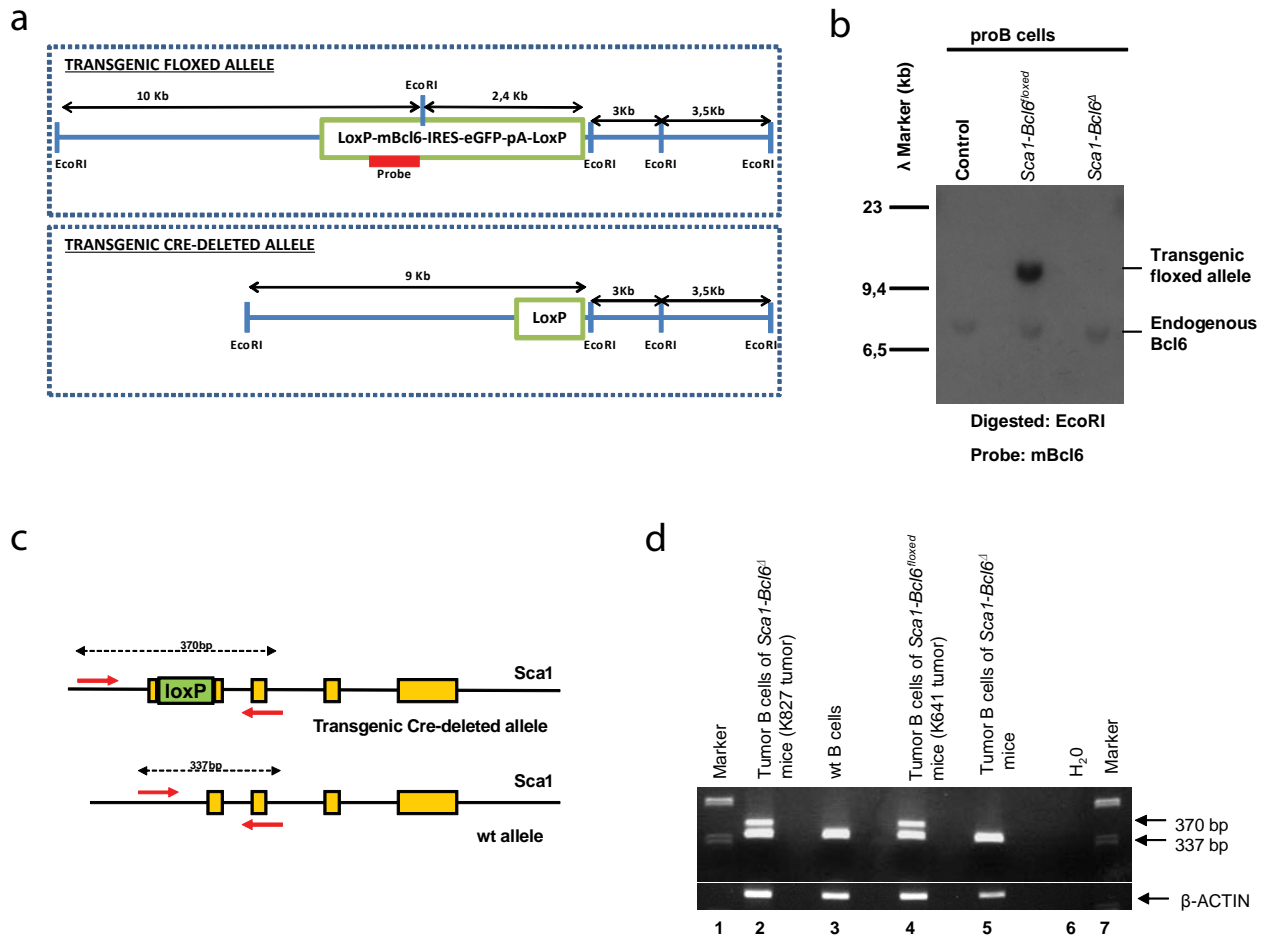 a
TRANSGENIC FLOXED ALLELE
EcoRI
10 Kb
2,4 Kb
3Kb
3,5Kb
LoxP-mBcl6-IRES-eGFP-pA-LoxP
EcoRI
EcoRI
EcoRI
EcoRI
Probe
TRANSGENIC CRE-DELETED ALLELE
9 Kb
3Kb
3,5Kb
LoxP
EcoRI
EcoRI
EcoRI
EcoRI
b
proB cells
λ Marker (kb)
Control
Sca1-Bcl6floxed
Sca1-Bcl6Δ
23
9,4
6,5
Transgenic
floxed allele
Endogenous
Bcl6
Digested: EcoRI
Probe: mBcl6
c
370bp
Sca1
loxP
Transgenic Cre-deleted allele
337bp
Sca1
wt allele
d
Marker
Tumor B cells of Sca1-Bcl6Δ
mice (K827 tumor)
wt B cells
Tumor B cells of Sca1-Bcl6floxed
mice (K641 tumor)
Tumor B cells of Sca1-Bcl6Δ
mice
H20
Marker
370 bp
337 bp
β-ACTIN
1 2 3 4 5 6 7